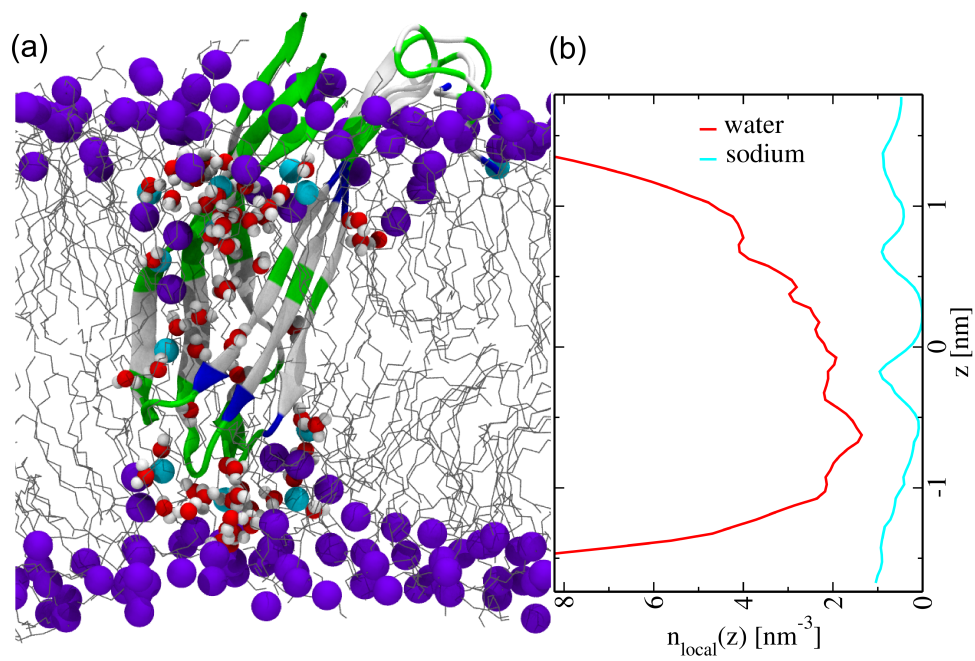 (a)
(b)
water
sodium
1
0
-1
z [nm]
8 6 4 2 0
n_local(z) [nm^-3]